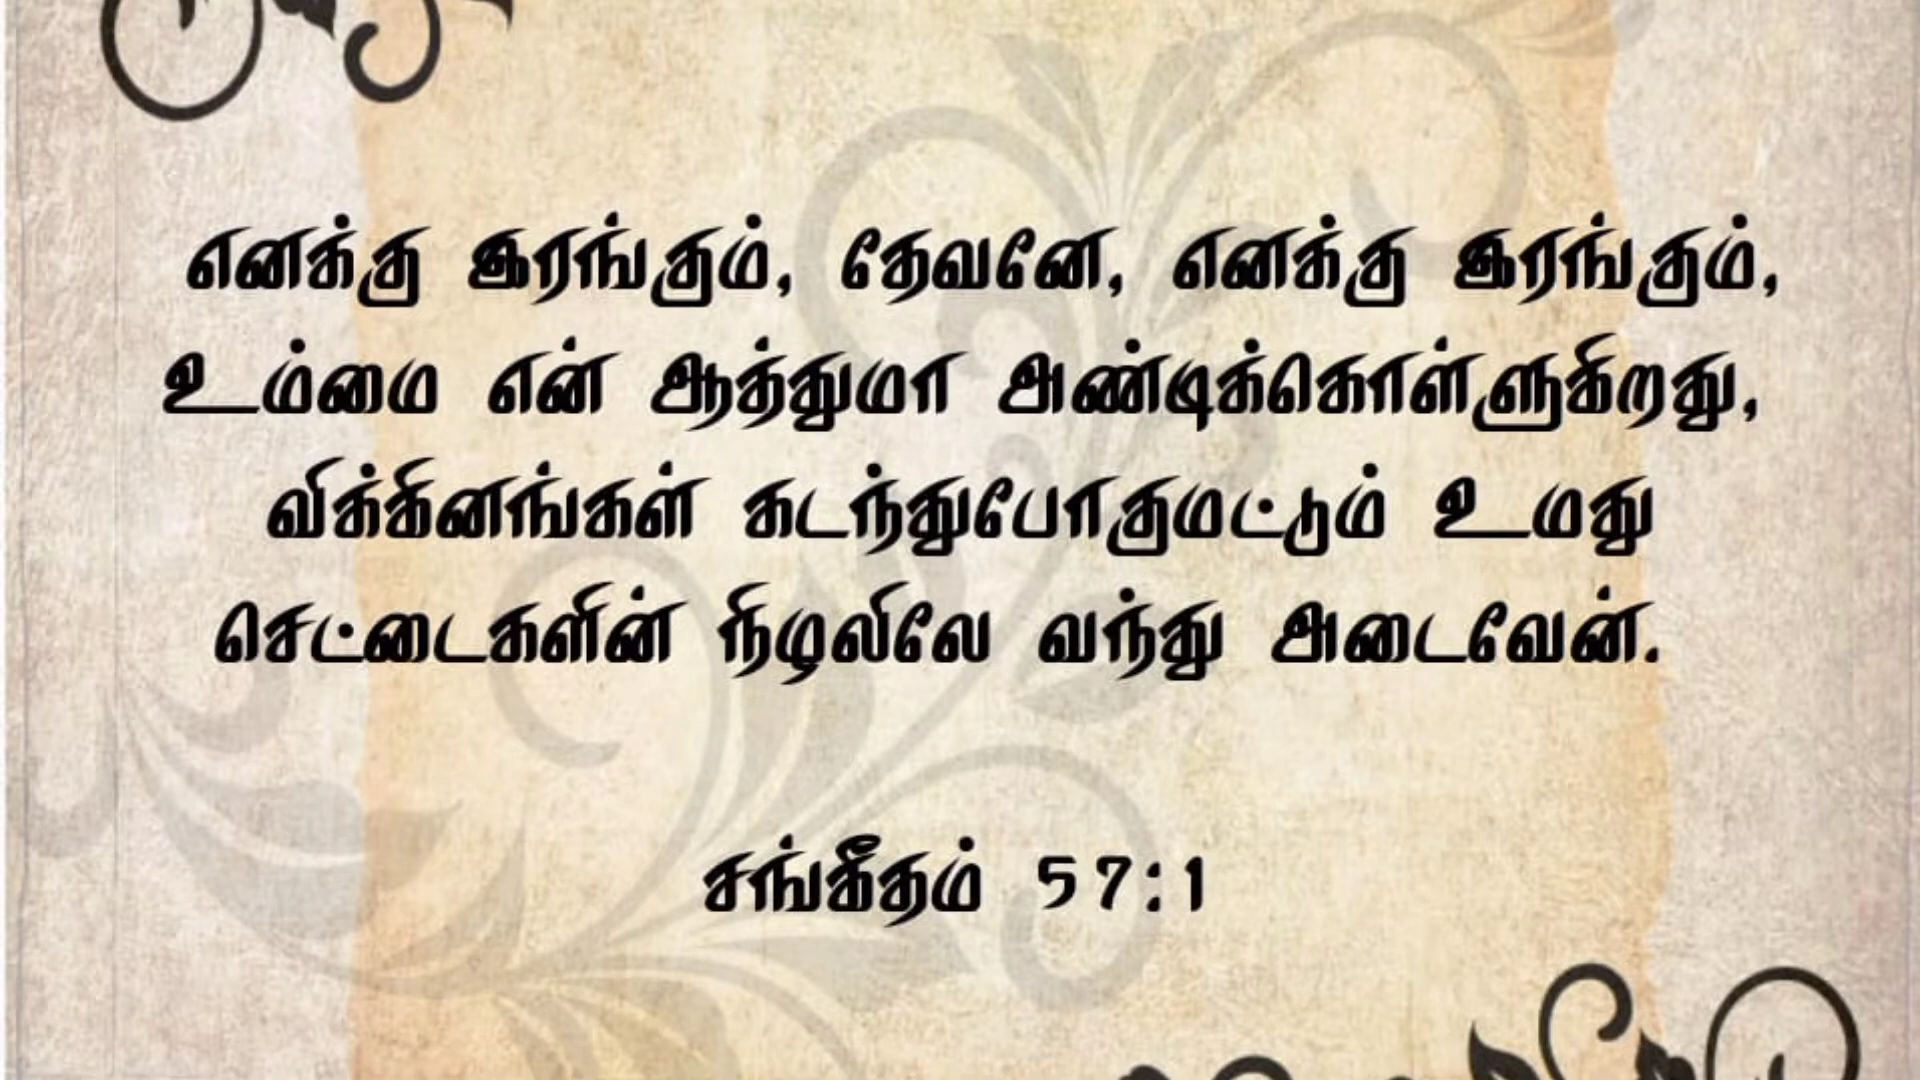 எனக்கு இரங்கும், தேவனே, எனக்கு இரங்கும்,
உம்மை என் ஆத்துமா அண்டிக்கொள்ளுகிறது,
விக்கினங்கள் கடந்துபோகுமட்டும் உமது
செட்டைகளின் நிழலிலே வந்து அடைவேன்.
சங்கீதம் 57:1